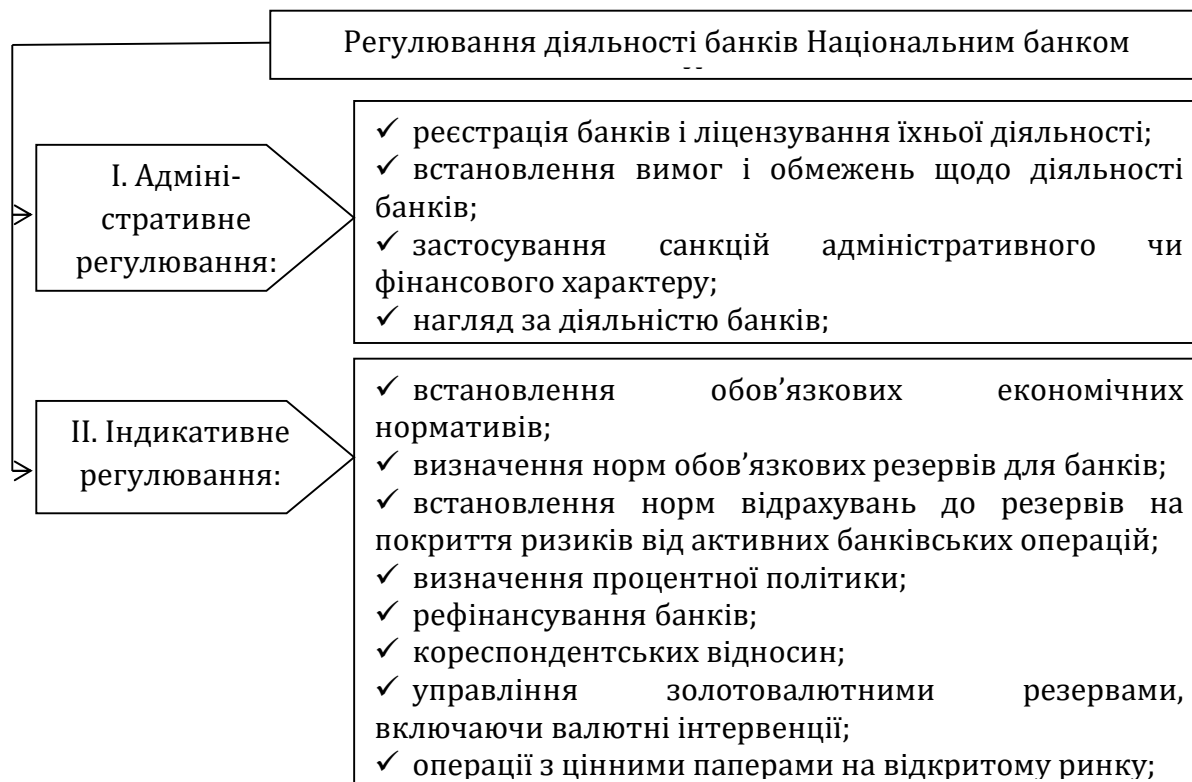 Регулювання діяльності банків Національним банком
І. Адміні-
стративне
регулювання:
✓ реєстрація банків і ліцензування їхньої діяльності;
✓ встановлення вимог і обмежень щодо діяльності
банків;
✓ застосування санкцій адміністративного чи
фінансового характеру;
✓ нагляд за діяльністю банків;
ІІ. Індикативне
регулювання:
✓ встановлення обов’язкових економічних
нормативів;
✓ визначення норм обов’язкових резервів для банків;
✓ встановлення норм відрахувань до резервів на
покриття ризиків від активних банківських операцій;
✓ визначення процентної політики;
✓ рефінансування банків;
✓ кореспондентських відносин;
✓ управління золотовалютними резервами,
включаючи валютні інтервенції;
✓ операції з цінними паперами на відкритому ринку;